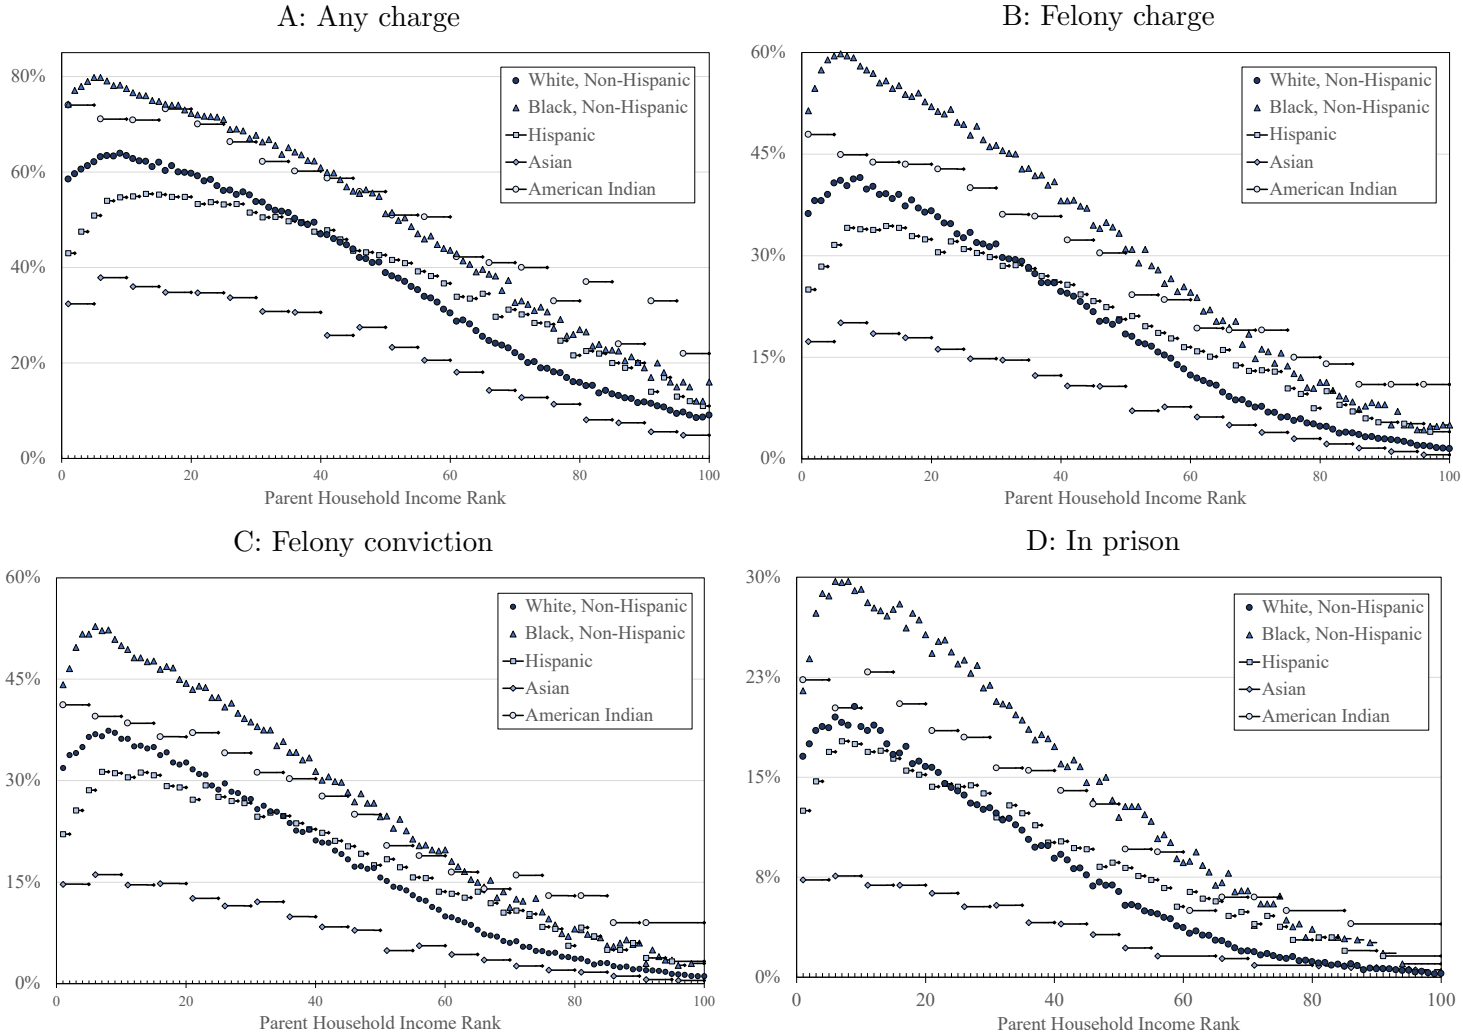 A: Any charge
80%
60%
40%
20%
0%
0
20
40
60
80
100
Parent Household Income Rank
White, Non-Hispanic
Black, Non-Hispanic
Hispanic
Asian
American Indian
B: Felony charge
60%
45%
30%
15%
0%
0
20
40
60
80
100
Parent Household Income Rank
White, Non-Hispanic
Black, Non-Hispanic
Hispanic
Asian
American Indian
C: Felony conviction
60%
45%
30%
15%
0%
0
20
40
60
80
100
Parent Household Income Rank
White, Non-Hispanic
Black, Non-Hispanic
Hispanic
Asian
American Indian
D: In prison
30%
23%
15%
8%
0%
0
20
40
60
80
100
Parent Household Income Rank
White, Non-Hispanic
Black, Non-Hispanic
Hispanic
Asian
American Indian